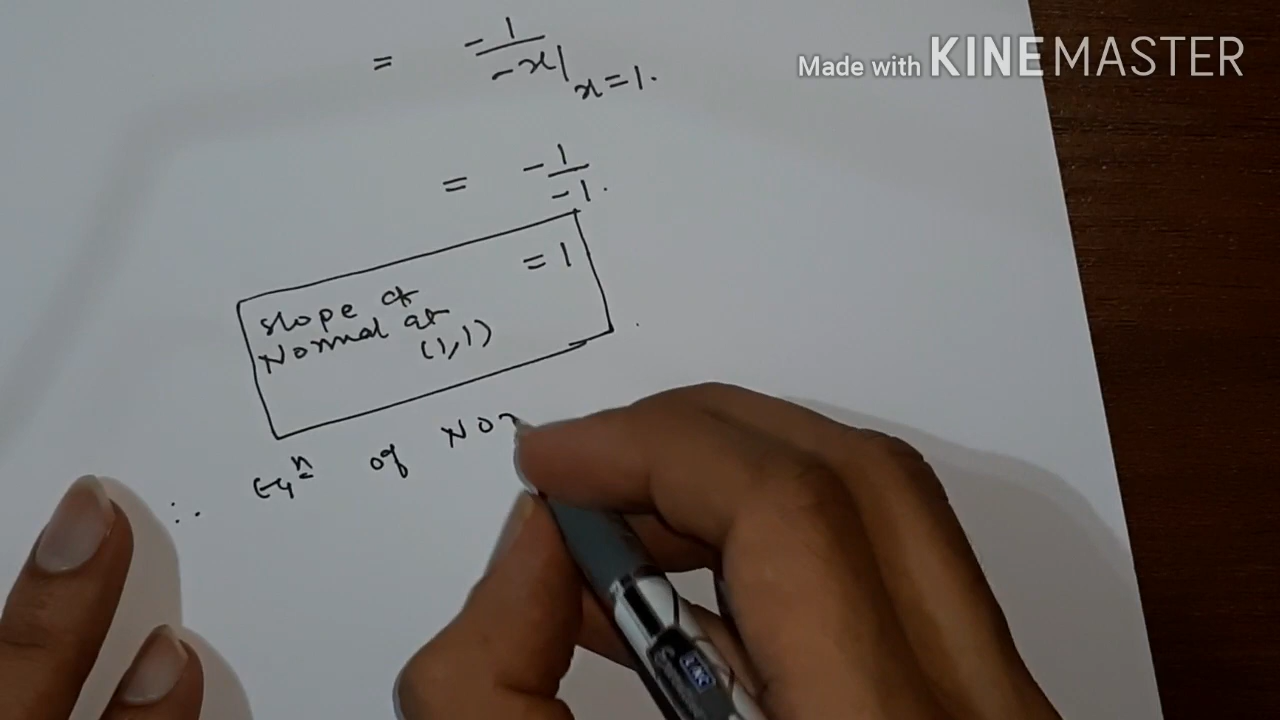 Made with KINEMASTER
= -1/-x|x=1.
= -1/-1.
= 1
slope of
Normal at
(1,1)
∴ Eqn of Nor